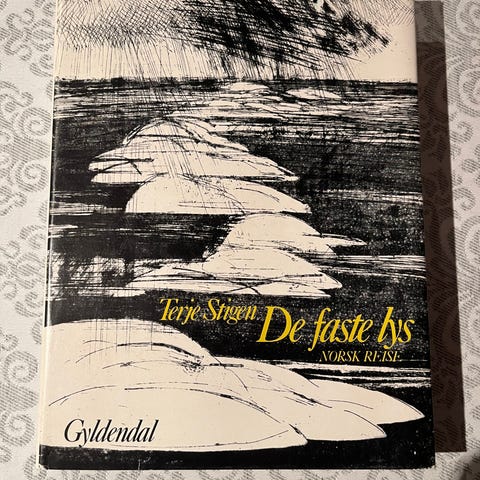 Terje Stigen De faste lys
NORSK REISE
Gyldendal